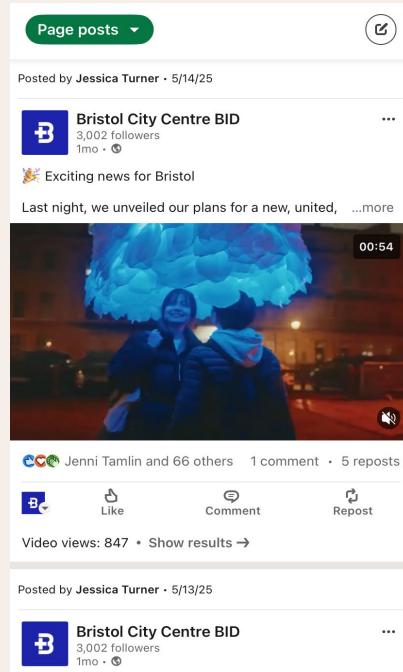 Page posts
Posted by Jessica Turner • 5/14/25
Bristol City Centre BID
3,002 followers
1mo •
Exciting news for Bristol
Last night, we unveiled our plans for a new, united, ...more
00:54
Jenni Tamlin and 66 others 1 comment • 5 reposts
Like Comment Repost
Video views: 847 • Show results →
Posted by Jessica Turner • 5/13/25
Bristol City Centre BID
3,002 followers
1mo •